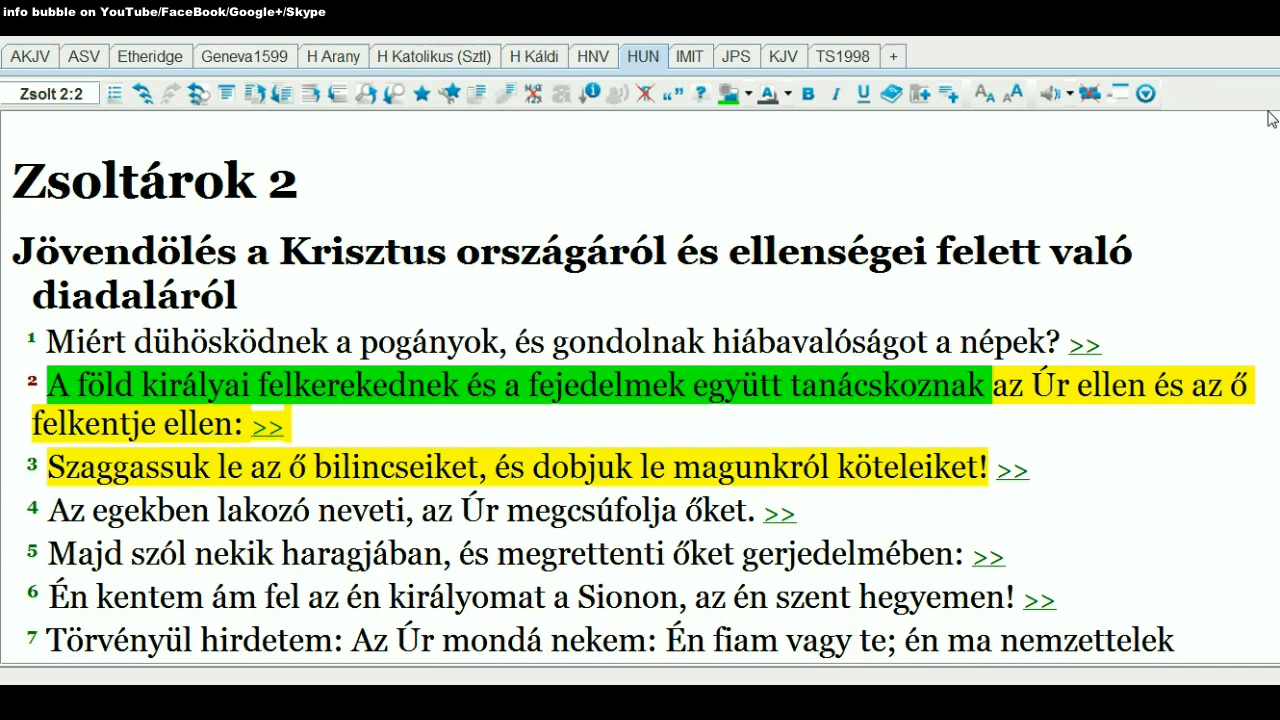 info bubble on YouTube/FaceBook/Google+/Skype
AKJV ASV Etheridge Geneva1599 H Arany H Katolikus (Sztl) H Káldi HNV HUN IMIT JPS KJV TS1998 +
Zsolt 2:2
Zsoltárok 2
Jövendölés a Krisztus országáról és ellenségei felett való
diadaláról
1 Miért dühösködnek a pogányok, és gondolnak hiábavalóságot a népek? >>
2 A föld királyai felkerekednek és a fejedelmek együtt tanácskoznak az Úr ellen és az ő
felkentje ellen: >>
3 Szaggassuk le az ő bilincseiket, és dobjuk le magunkról köteleiket! >>
4 Az egekben lakozó neveti, az Úr megcsúfolja őket. >>
5 Majd szól nekik haragjában, és megrettenti őket gerjedelmében: >>
6 Én kentem ám fel az én királyomat a Sionon, az én szent hegyemen! >>
7 Törvényül hirdetem: Az Úr mondá nekem: Én fiam vagy te; én ma nemzettelek